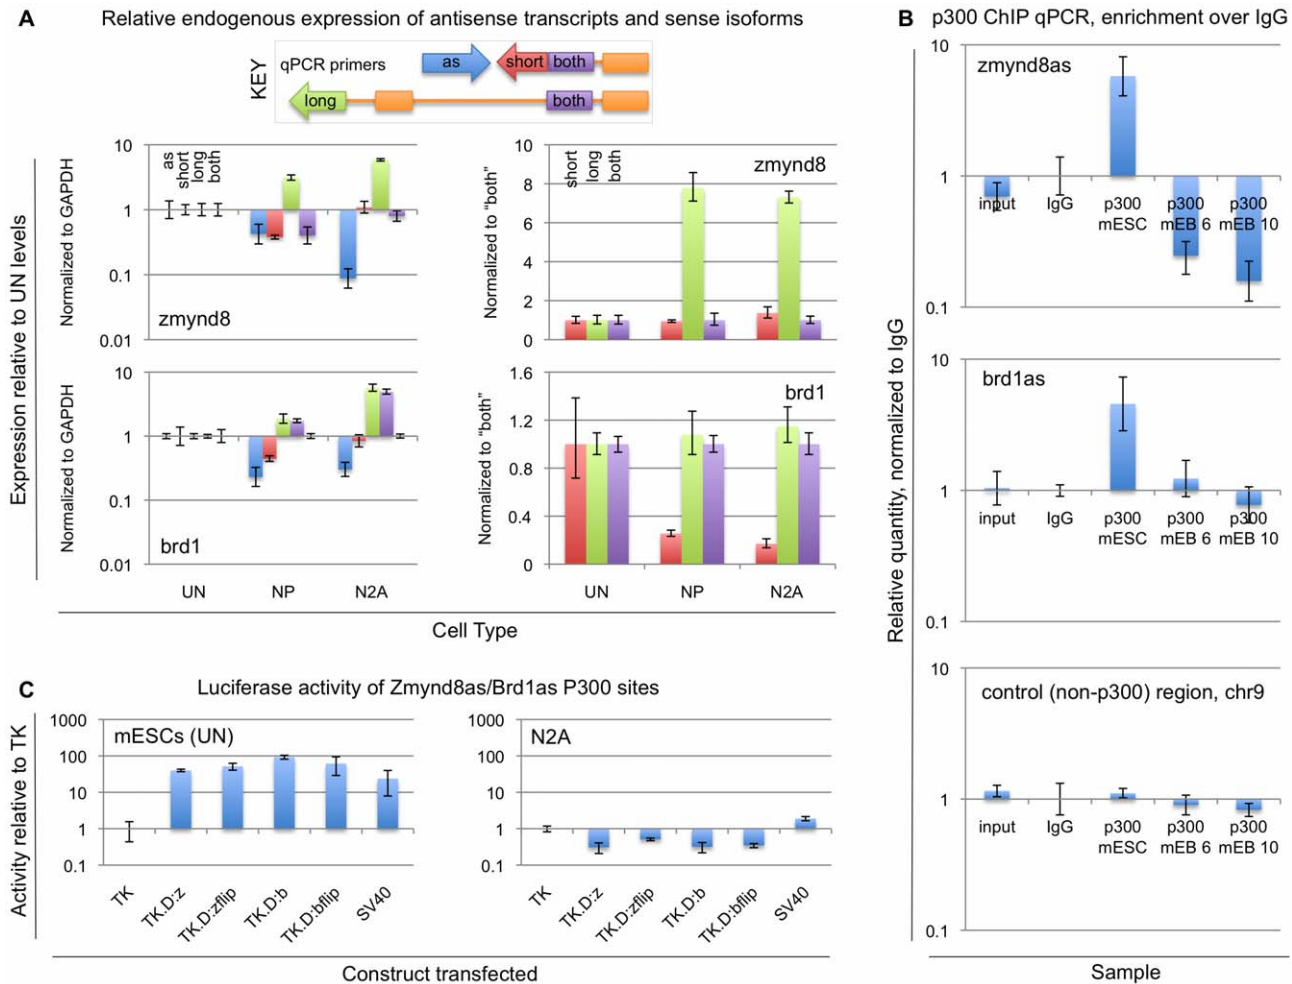 A
Relative endogenous expression of antisense transcripts and sense isoforms
KEY
qPCR primers
as
short
both
long
both
Expression relative to UN levels
Normalized to GAPDH
10
1
0.1
0.01
as
short
long
both
zmynd8
Normalized to "both"
10
8
6
4
2
0
short
long
both
zmynd8
Normalized to GAPDH
10
1
0.1
0.01
brd1
UN
NP
N2A
Normalized to "both"
1.6
1.2
0.8
0.4
0
brd1
UN
NP
N2A
Cell Type
B
p300 ChIP qPCR, enrichment over IgG
Relative quantity, normalized to IgG
10
1
0.1
zmynd8as
input
IgG
p300
mESC
p300
mEB 6
p300
mEB 10
10
1
0.1
brd1as
input
IgG
p300
mESC
p300
mEB 6
p300
mEB 10
10
1
0.1
control (non-p300) region, chr9
input
IgG
p300
mESC
p300
mEB 6
p300
mEB 10
Sample
C
Luciferase activity of Zmynd8as/Brd1as P300 sites
Activity relative to TK
1000
100
10
1
0.1
mESCs (UN)
TK
TK.D:z
TK.D:zflip
TK.D:b
TK.D:bflip
SV40
1000
100
10
1
0.1
N2A
TK
TK.D:z
TK.D:zflip
TK.D:b
TK.D:bflip
SV40
Construct transfected